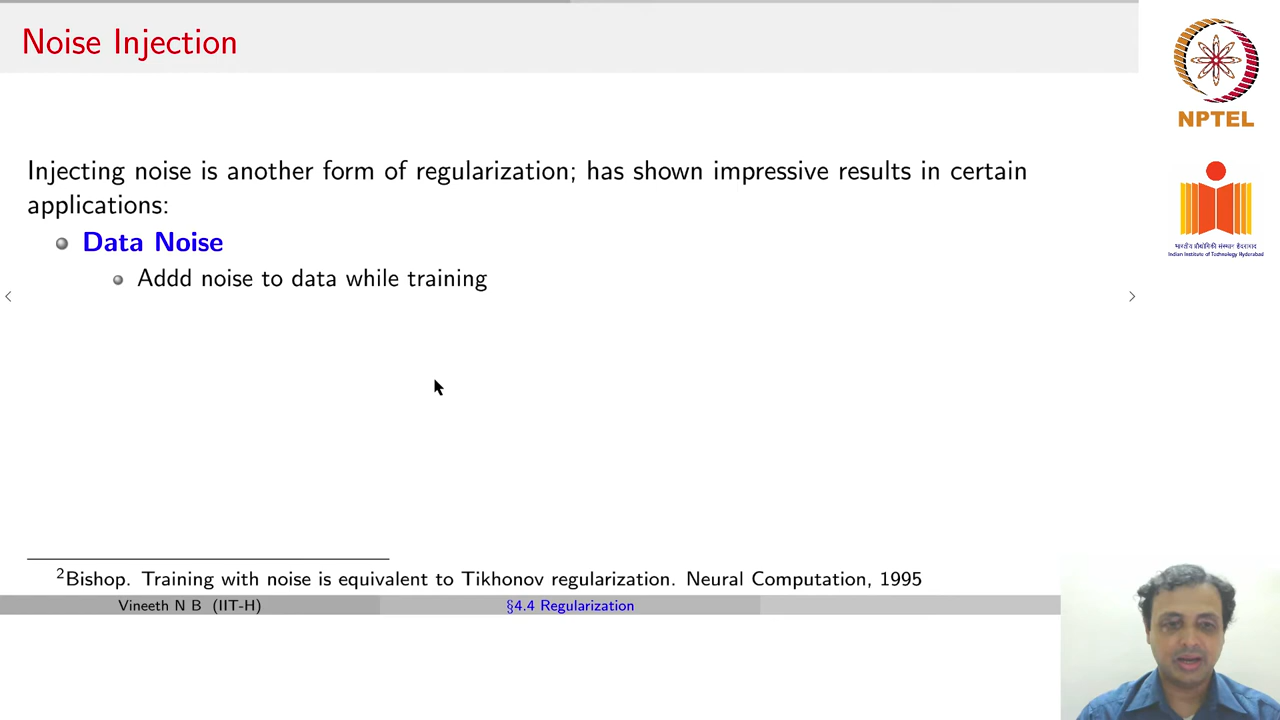 Noise Injection
NPTEL
Injecting noise is another form of regularization; has shown impressive results in certain
applications:
Data Noise
Addd noise to data while training
भारतीय प्रौद्योगिकी संस्थान हैदराबाद
Indian Institute of Technology Hyderabad
2Bishop. Training with noise is equivalent to Tikhonov regularization. Neural Computation, 1995
Vineeth N B (IIT-H) §4.4 Regularization